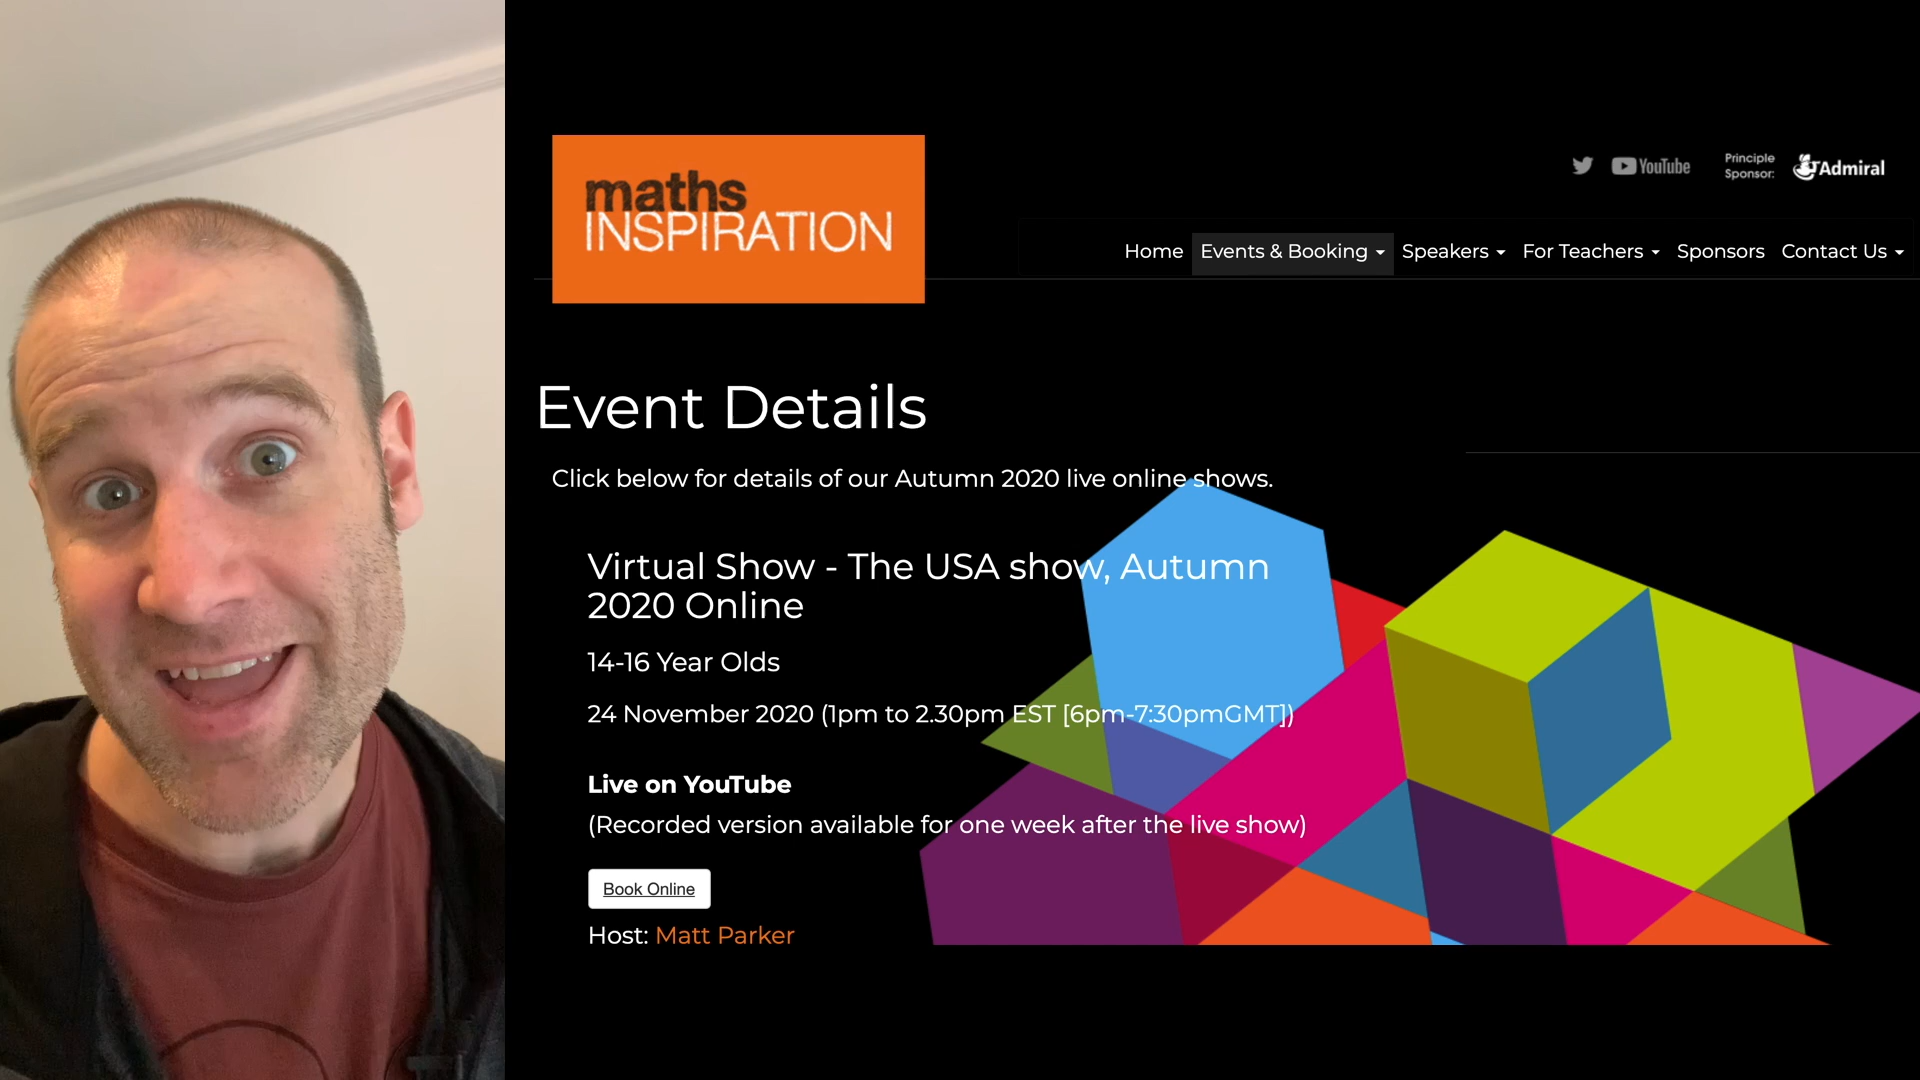 maths
INSPIRATION
YouTube
Principle
Sponsor:
Admiral
Home Events & Booking Speakers For Teachers Sponsors Contact Us
Event Details
Click below for details of our Autumn 2020 live online shows.
Virtual Show - The USA show, Autumn
2020 Online
14-16 Year Olds
24 November 2020 (1pm to 2.30pm EST [6pm-7:30pmGMT])
Live on YouTube
(Recorded version available for one week after the live show)
Book Online
Host: Matt Parker